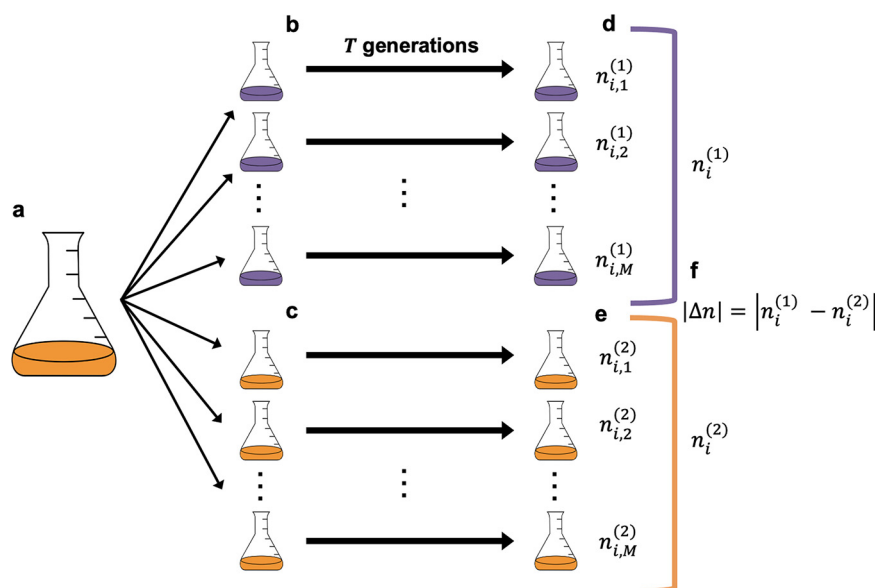 b
T generations
d
n_{i,1}^{(1)}
n_{i,2}^{(1)}
n_i^{(1)}
a
n_{i,M}^{(1)}
f
|Δn| = |n_i^{(1)} − n_i^{(2)}|
c
e
n_{i,1}^{(2)}
n_{i,2}^{(2)}
n_i^{(2)}
n_{i,M}^{(2)}